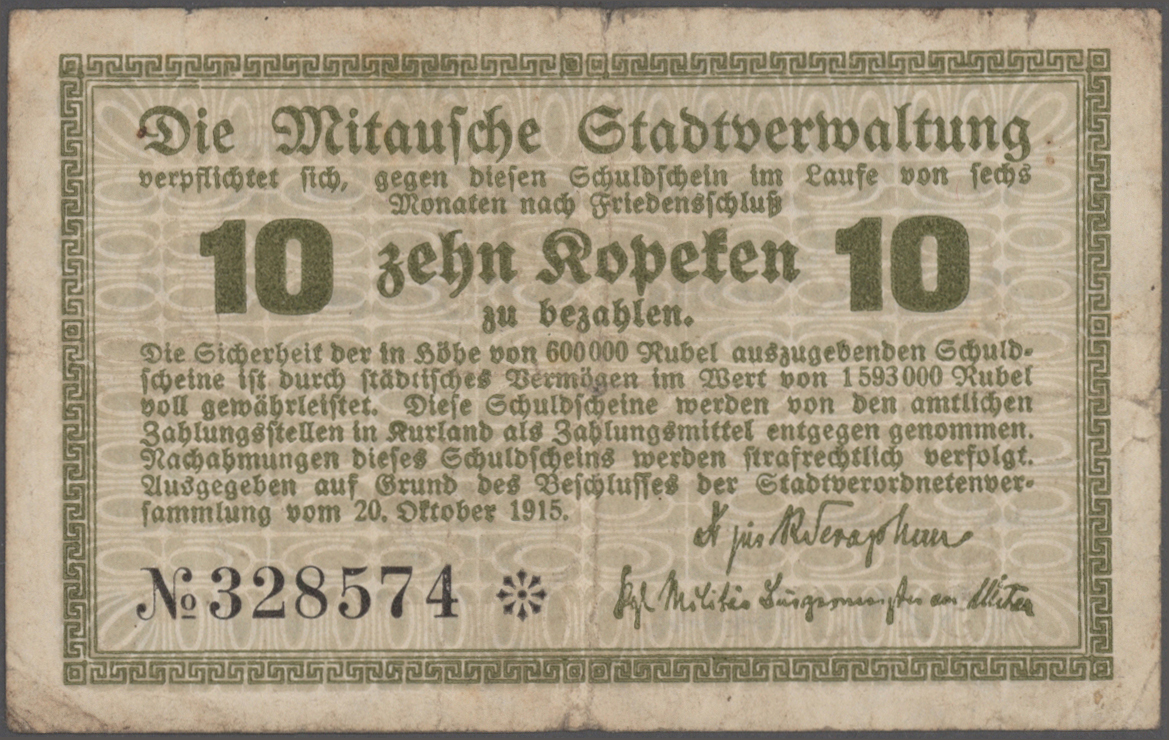 Die Mitausche Stadtverwaltung
verpflichtet sich, gegen diesen Schuldschein im Laufe von sechs
Monaten nach Friedensschluß
10 zehn Kopeken 10
zu bezahlen.
Die Sicherheit der in Höhe von 600000 Rubel auszugebenden Schuld-
scheine ist durch städtisches Vermögen im Wert von 1593000 Rubel
voll gewährleistet. Diese Schuldscheine werden von den amtlichen
Zahlungsstellen in Kurland als Zahlungsmittel entgegen genommen.
Nachahmungen dieses Schuldscheins werden strafrechtlich verfolgt.
Ausgegeben auf Grund des Beschlusses der Stadtverordnetenver-
sammlung vom 20. Oktober 1915.
№ 328574